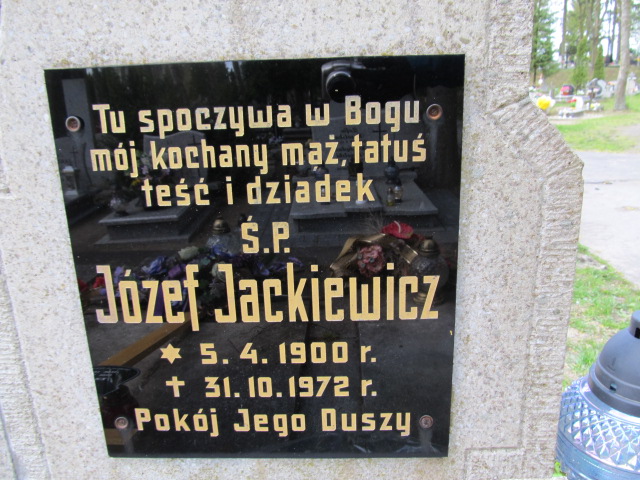 Tu spoczywa w Bogu
mój kochany mąż, tatuś
teść i dziadek
Ś.P.
Józef Jackiewicz
✶ 5. 4. 1900 r.
✝ 31.10.1972 r.
Pokój Jego Duszy